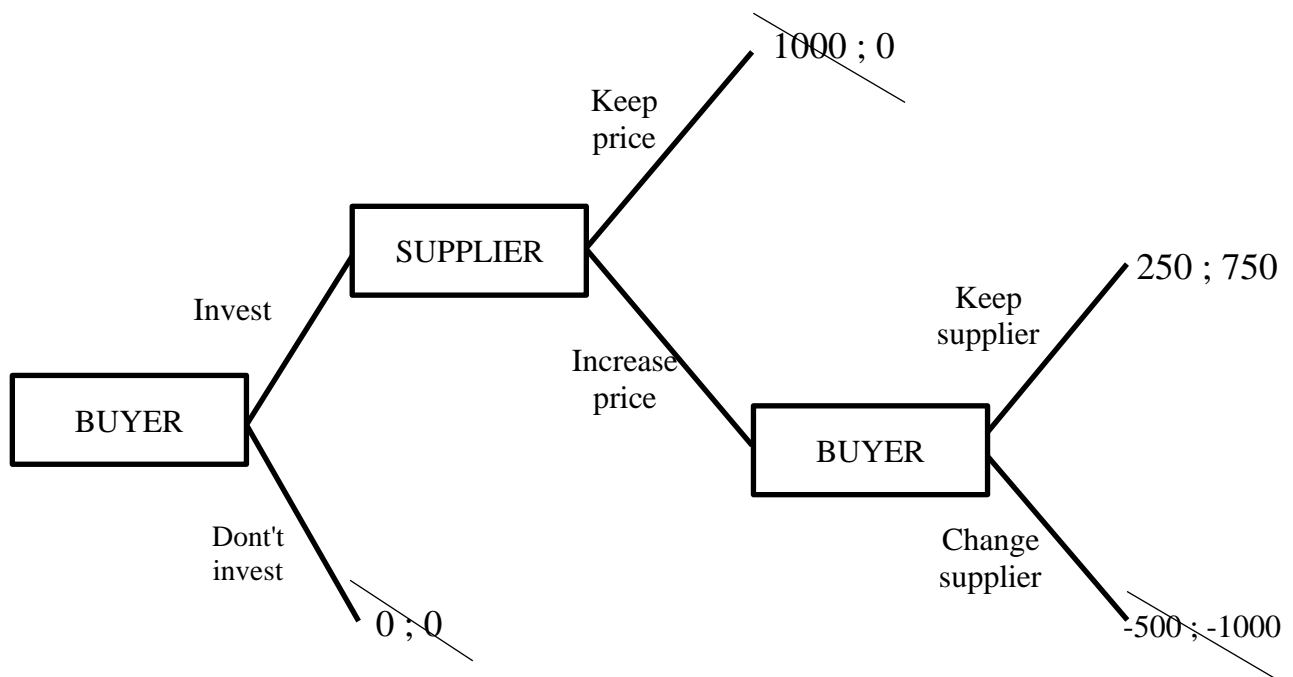 1000 ; 0
Keep
price
SUPPLIER
250 ; 750
Keep
supplier
Invest
Increase
price
BUYER
BUYER
Dont't
invest
Change
supplier
0 ; 0
-500 ; -1000